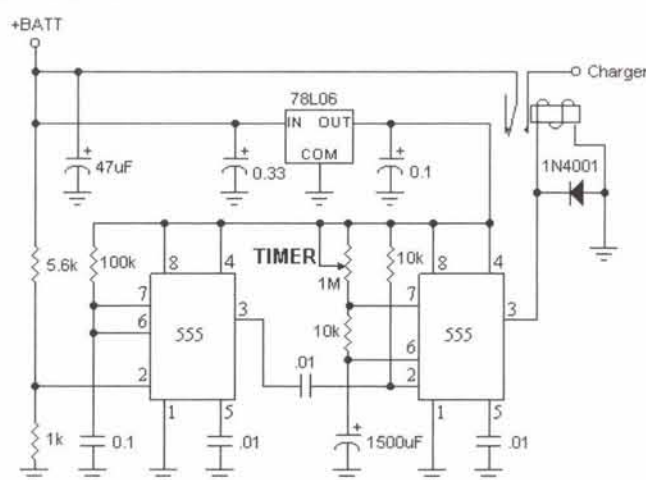 +BATT
Charger
78L06
IN OUT
COM
+
47uF
+
0.33
+
0.1
1N4001
5.6k
100k
TIMER
1M
10k
8
4
7
6
3
2
555
1
5
10k
.01
8
4
7
6
3
2
555
1
5
1k
0.1
.01
+
1500uF
.01